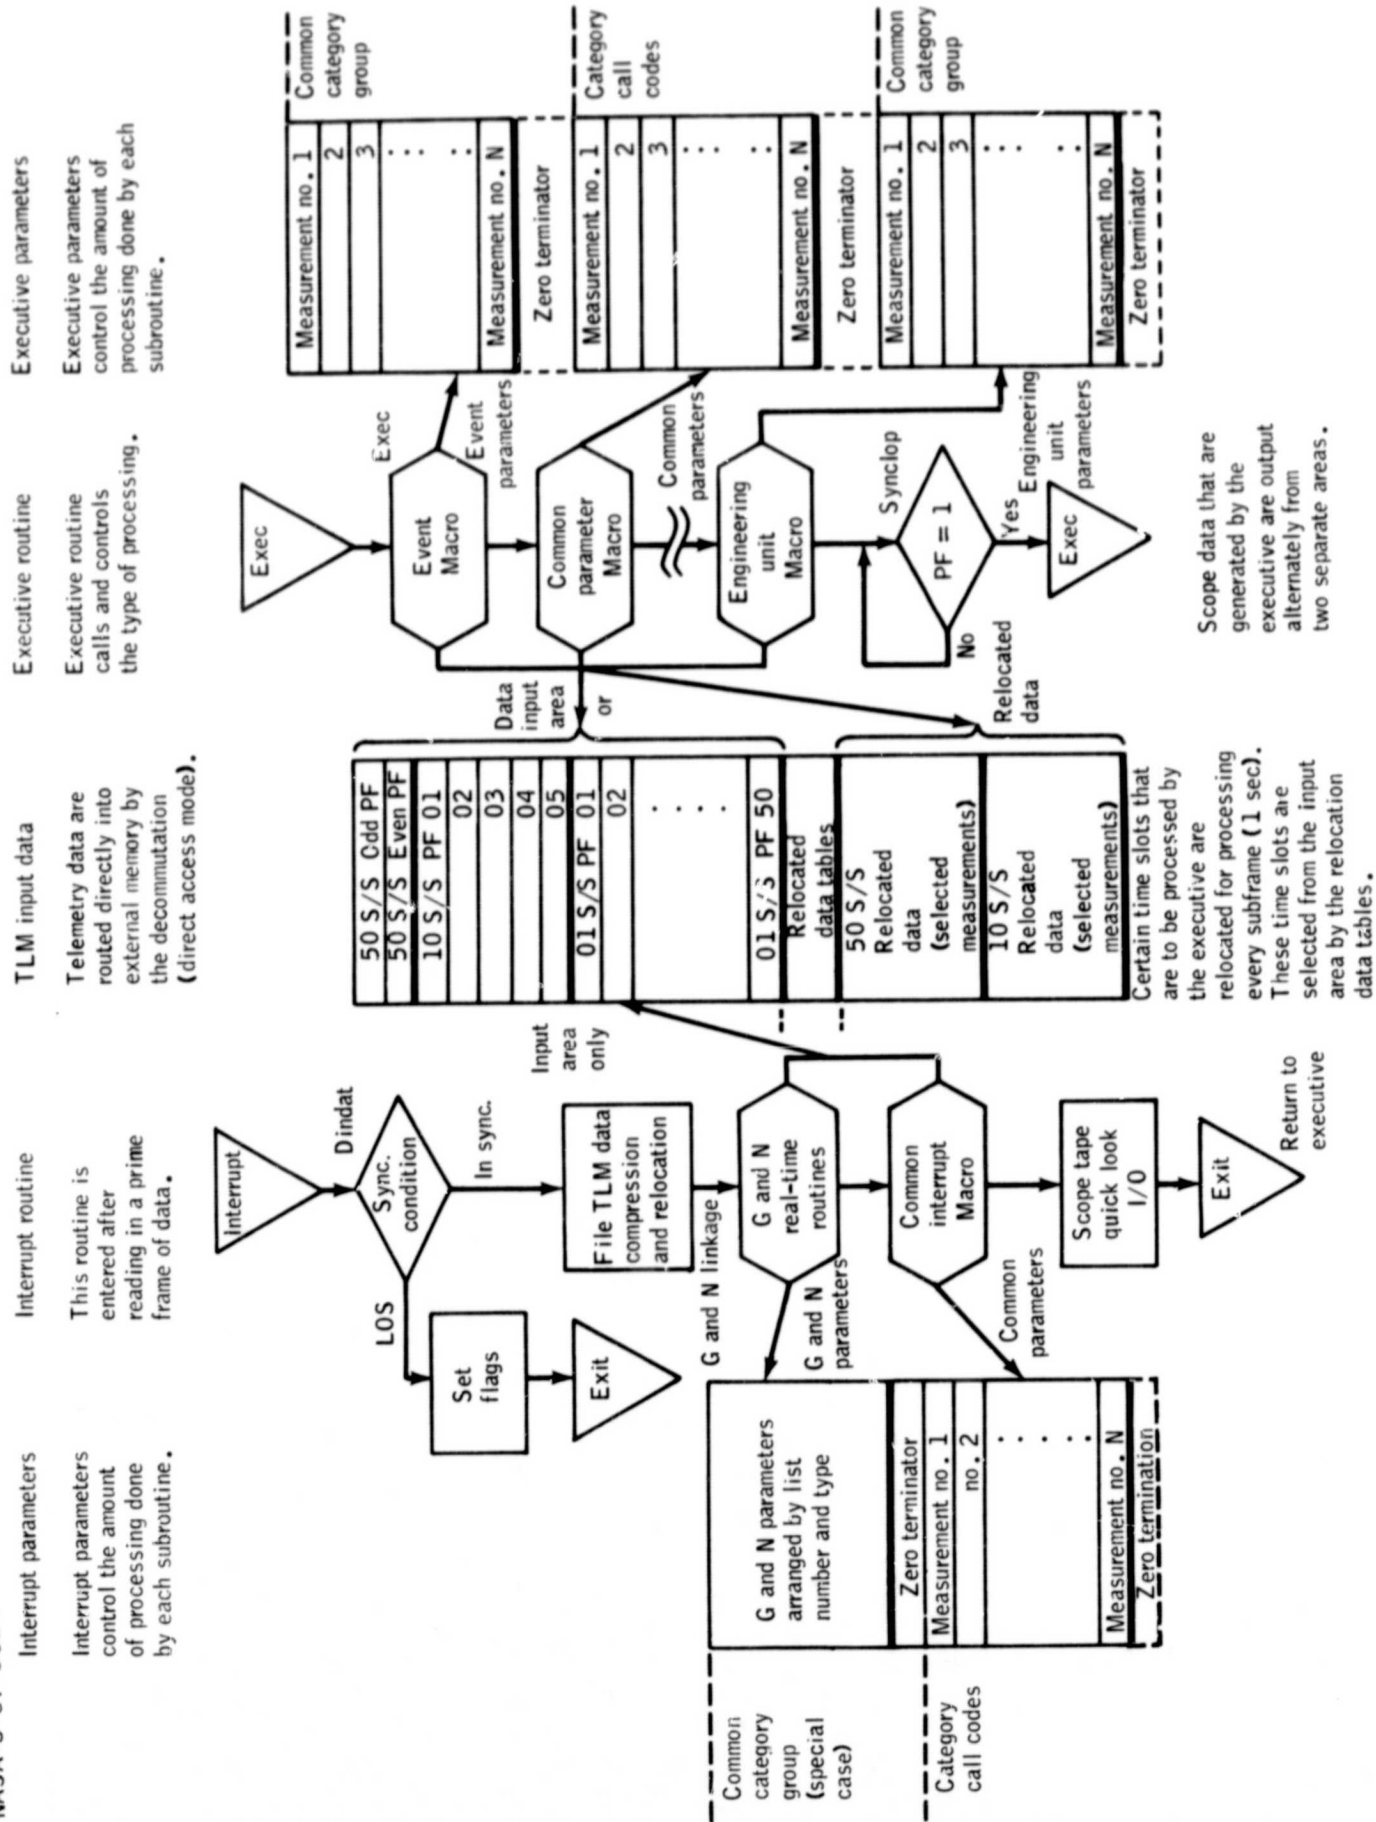 Interrupt parameters
Interrupt parameters
control the amount
of processing done
by each subroutine.
Interrupt routine
This routine is
entered after
reading in a prime
frame of data.
TLM input data
Telemetry data are
routed directly into
external memory by
the decommutation
(direct access mode).
Executive routine
Executive routine
calls and controls
the type of processing.
Executive parameters
Executive parameters
control the amount of
processing done by each
subroutine.
Common
category
group
(special
case)
Category
call codes
G and N parameters
arranged by list
number and type
Zero terminator
Measurement no. 1
no. 2
Measurement no. N
Zero termination
Interrupt
Dindat
Sync.
condition
LOS
Set
flags
Exit
In sync.
File TLM data
compression
and relocation
G and N linkage
G and N
real-time
routines
G and N
parameters
Common
interrupt
Macro
Common
parameters
Scope tape
quick look
I/O
Exit
Return to
executive
Input
area
only
50 S/S Odd PF
50 S/S Even PF
10 S/S PF 01
02
03
04
05
01 S/S PF 01
02
01 S/S PF 50
Relocated
data tables
50 S/S
Relocated
data
(selected
measurements)
10 S/S
Relocated
data
(selected
measurements)
Certain time slots that
are to be processed by
the executive are
relocated for processing
every subframe (1 sec).
These time slots are
selected from the input
area by the relocation
data tables.
Data
input
area
or
Relocated
data
Exec
Exec
Event
Macro
Event
parameters
Common
parameter
Macro
Common
parameters
Engineering
unit
Macro
Synclop
PF = 1
No
Yes
Engineering
unit
parameters
Exec
Scope data that are
generated by the
executive are output
alternately from
two separate areas.
Measurement no. 1
2
3
Measurement no. N
Zero terminator
Measurement no. 1
2
3
Measurement no. N
Zero terminator
Measurement no. 1
2
3
Measurement no. N
Zero terminator
Common
category
group
Category
call
codes
Common
category
group